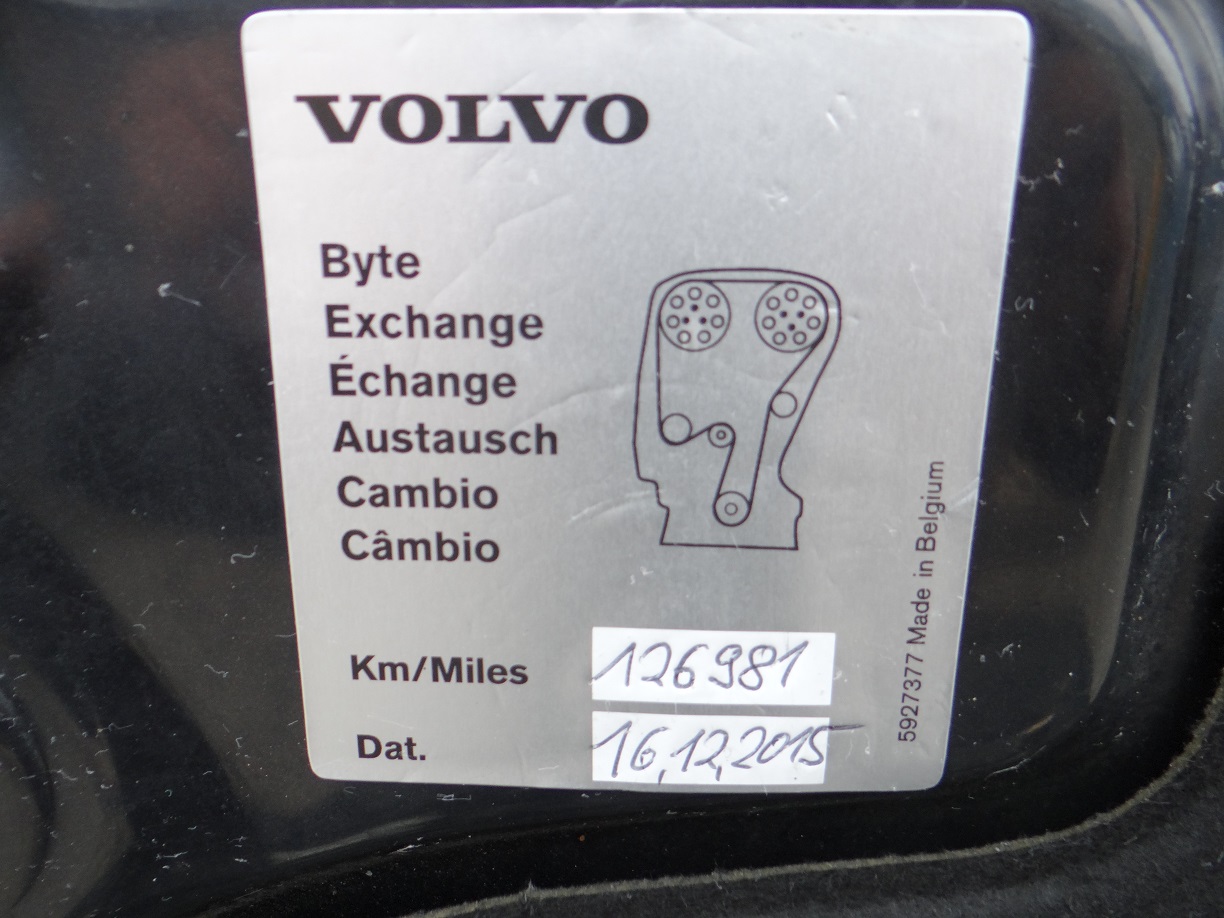 VOLVO
Byte
Exchange
Échange
Austausch
Cambio
Câmbio
Km/Miles 126981
Dat. 16,12,2015
5927377 Made in Belgium